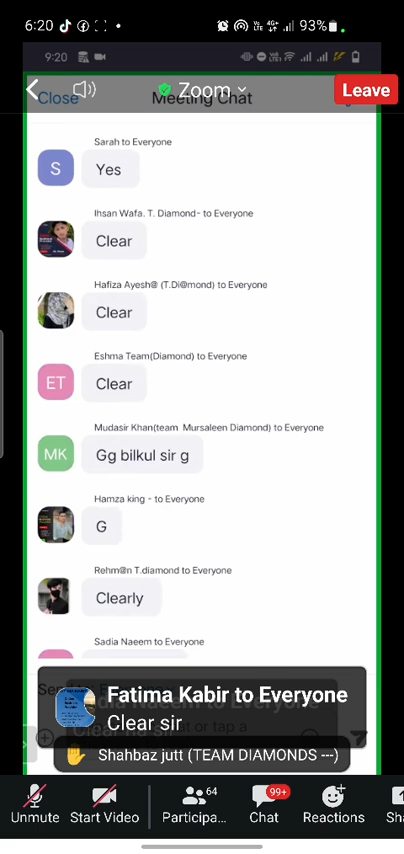 6:20
93%
9:20
Close
Meeting Chat
Zoom
Leave
Sarah to Everyone
S
Yes
Ihsan Wafa. T. Diamond- to Everyone
Clear
Hafiza Ayesh@ (T.Di@mond) to Everyone
Clear
Eshma Team(Diamond) to Everyone
ET
Clear
Mudasir Khan(team Mursaleen Diamond) to Everyone
MK
Gg bilkul sir g
Hamza king - to Everyone
G
Rehm@n T.diamond to Everyone
Clearly
Sadia Naeem to Everyone
Fatima Kabir to Everyone
Clear sir
Shahbaz jutt (TEAM DIAMONDS ---)
64
99+
Unmute
Start Video
Participa...
Chat
Reactions